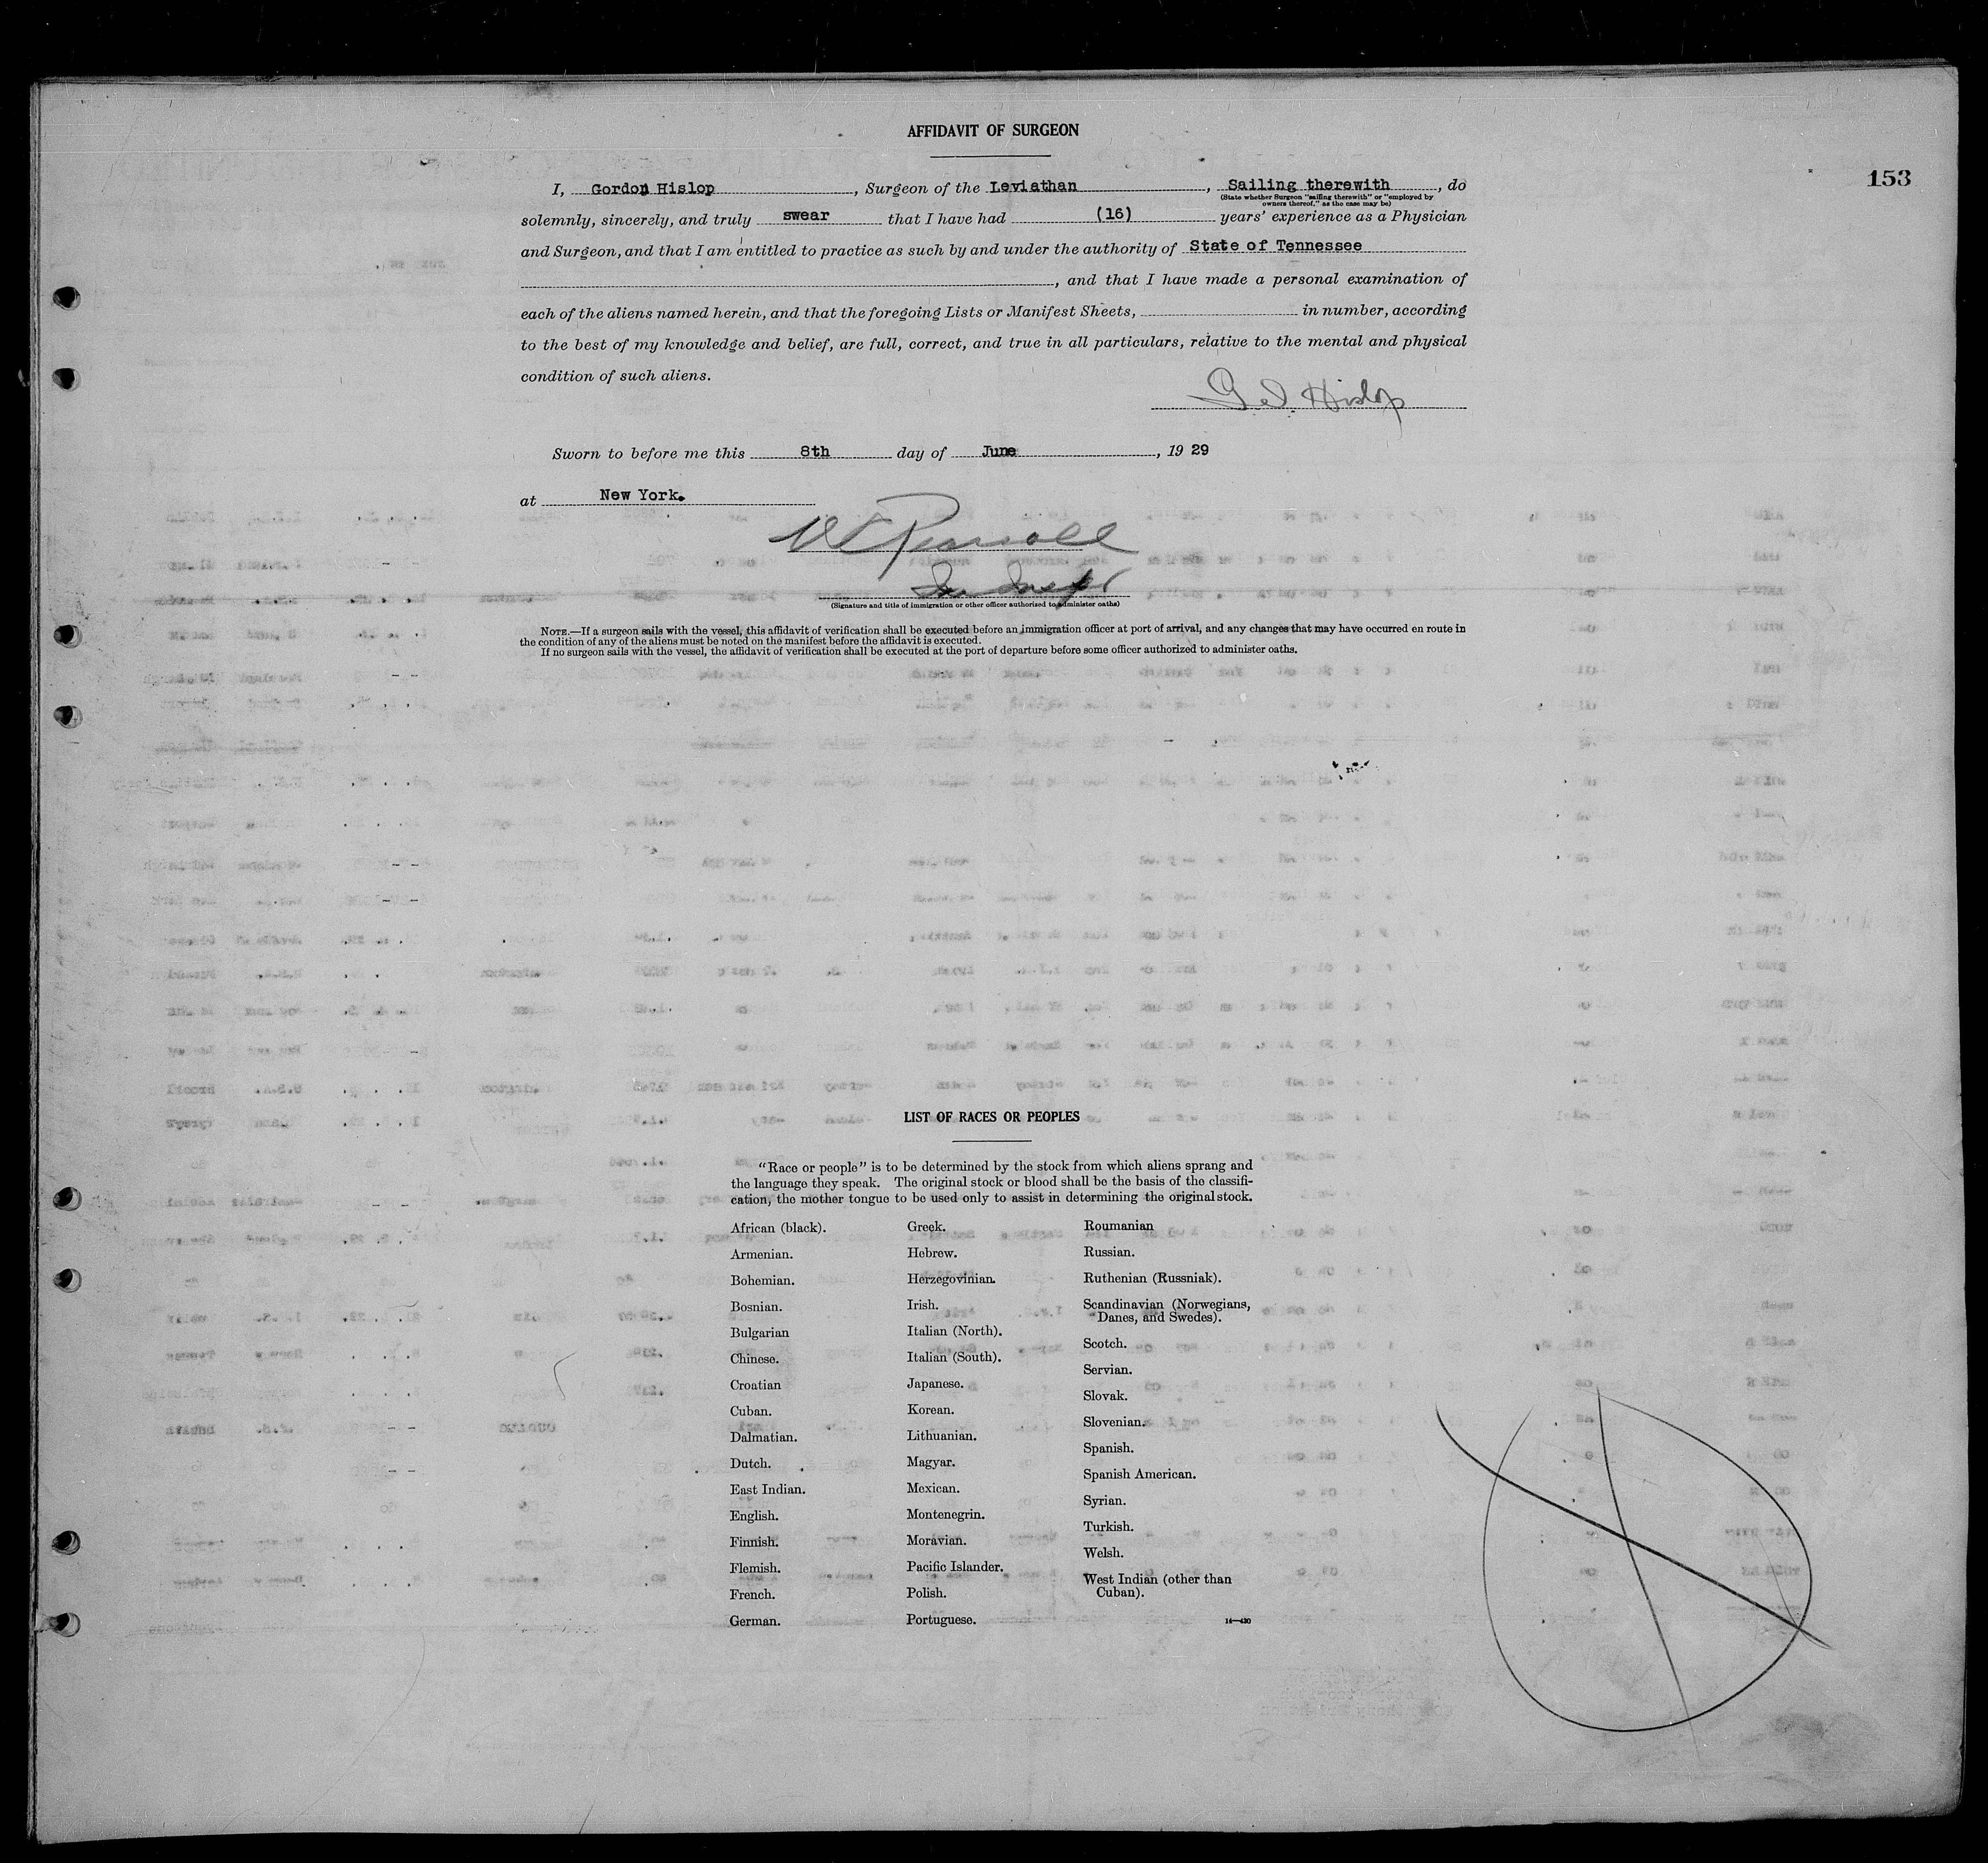 AFFIDAVIT OF SURGEON
153
I, Gordon Hislop, Surgeon of the Leviathan, Sailing therewith, do
(State whether Surgeon "sailing therewith" or "employed by
owners thereof," as the case may be)
solemnly, sincerely, and truly swear that I have had (16) years' experience as a Physician
and Surgeon, and that I am entitled to practice as such by and under the authority of State of Tennessee
, and that I have made a personal examination of
each of the aliens named herein, and that the foregoing Lists or Manifest Sheets, in number, according
to the best of my knowledge and belief, are full, correct, and true in all particulars, relative to the mental and physical
condition of such aliens.
Hislop
Sworn to before me this 8th day of June, 19 29
at New York.
(Signature and title of immigration or other officer authorized to administer oaths)
NOTE.—If a surgeon sails with the vessel, this affidavit of verification shall be executed before an immigration officer at port of arrival, and any changes that may have occurred en route in
the condition of any of the aliens must be noted on the manifest before the affidavit is executed.
If no surgeon sails with the vessel, the affidavit of verification shall be executed at the port of departure before some officer authorized to administer oaths.
LIST OF RACES OR PEOPLES
"Race or people" is to be determined by the stock from which aliens sprang and
the language they speak. The original stock or blood shall be the basis of the classifi-
cation, the mother tongue to be used only to assist in determining the original stock.
African (black).
Armenian.
Bohemian.
Bosnian.
Bulgarian
Chinese.
Croatian
Cuban.
Dalmatian.
Dutch.
East Indian.
English.
Finnish.
Flemish.
French.
German.
Greek.
Hebrew.
Herzegovinian.
Irish.
Italian (North).
Italian (South).
Japanese.
Korean.
Lithuanian.
Magyar.
Mexican.
Montenegrin.
Moravian.
Pacific Islander.
Polish.
Portuguese.
Roumanian
Russian.
Ruthenian (Russniak).
Scandinavian (Norwegians,
Danes, and Swedes).
Scotch.
Servian.
Slovak.
Slovenian.
Spanish.
Spanish American.
Syrian.
Turkish.
Welsh.
West Indian (other than
Cuban).
14—430